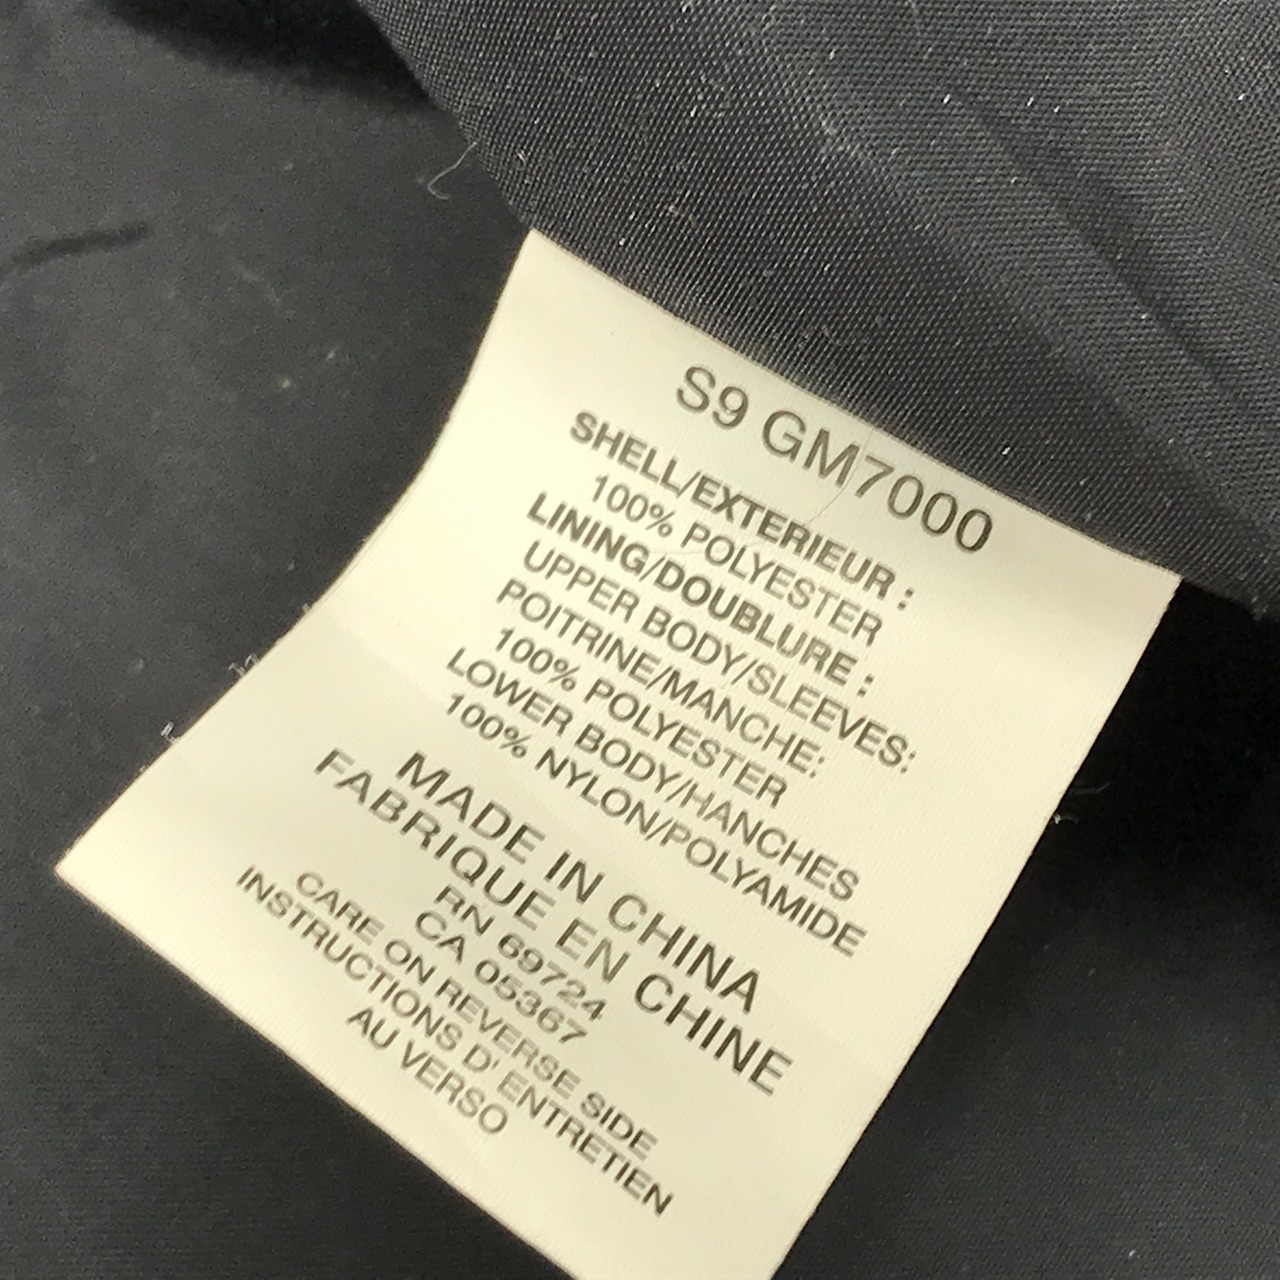 S9 GM7000
SHELL/EXTERIEUR :
100% POLYESTER
LINING/DOUBLURE :
UPPER BODY/SLEEVES:
POITRINE/MANCHE:
100% POLYESTER
LOWER BODY/HANCHES
100% NYLON/POLYAMIDE
MADE IN CHINA
FABRIQUE EN CHINE
RN 69724
CA 05367
CARE ON REVERSE SIDE
INSTRUCTIONS D' ENTRETIEN
AU VERSO